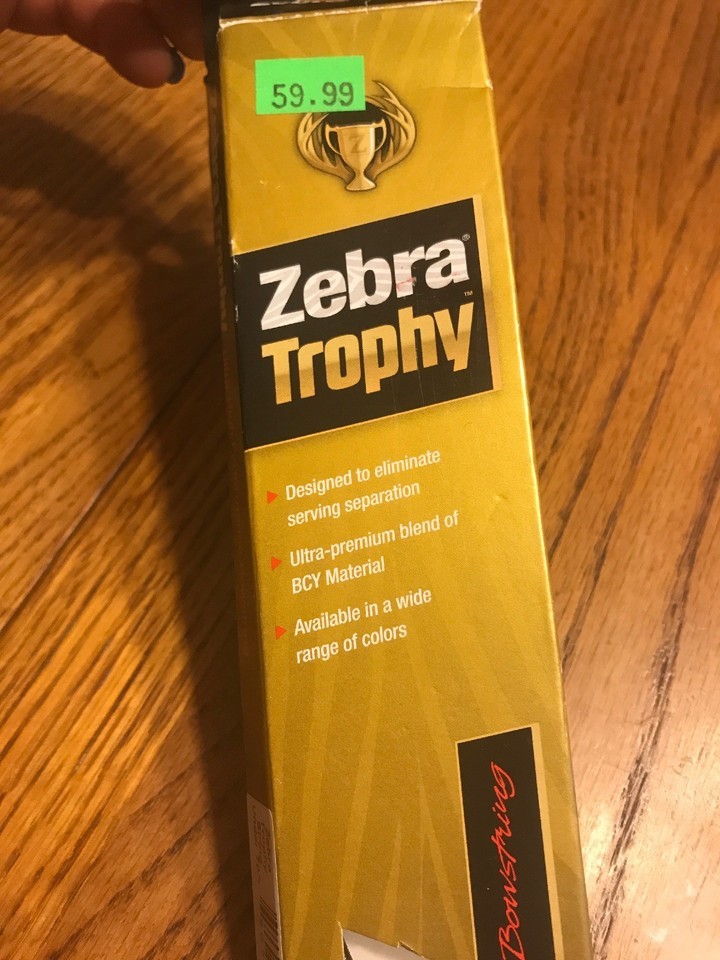 59.99
Z
Zebra®
Trophy™
Designed to eliminate
serving separation
Ultra-premium blend of
BCY Material
Available in a wide
range of colors
Bowstring